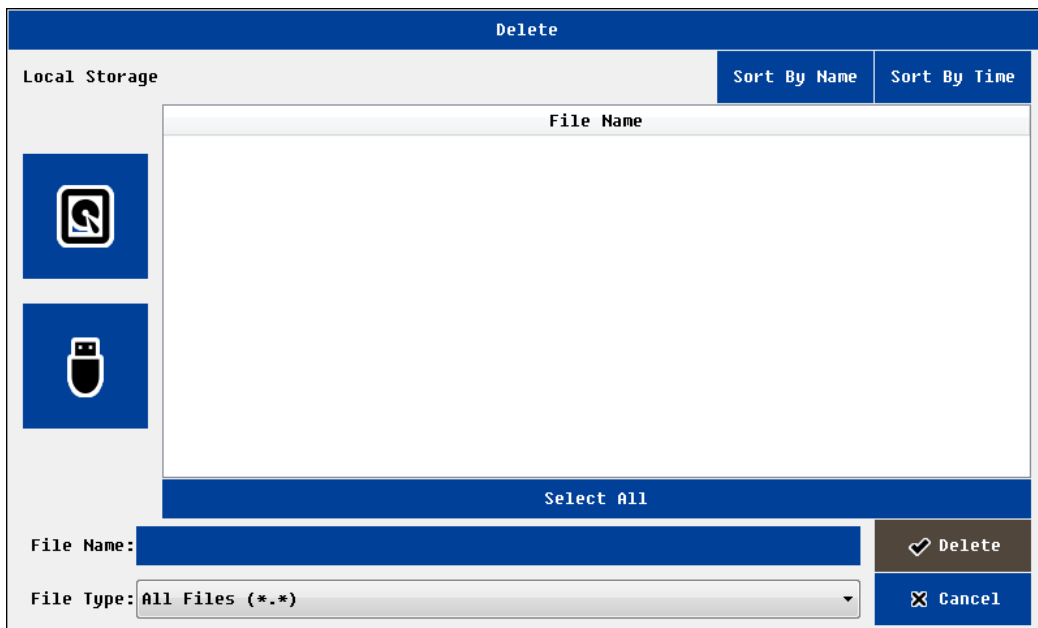 Delete
Local Storage
Sort By Name
Sort By Time
File Name
Select All
File Name:
Delete
File Type: All Files (*.*)
Cancel